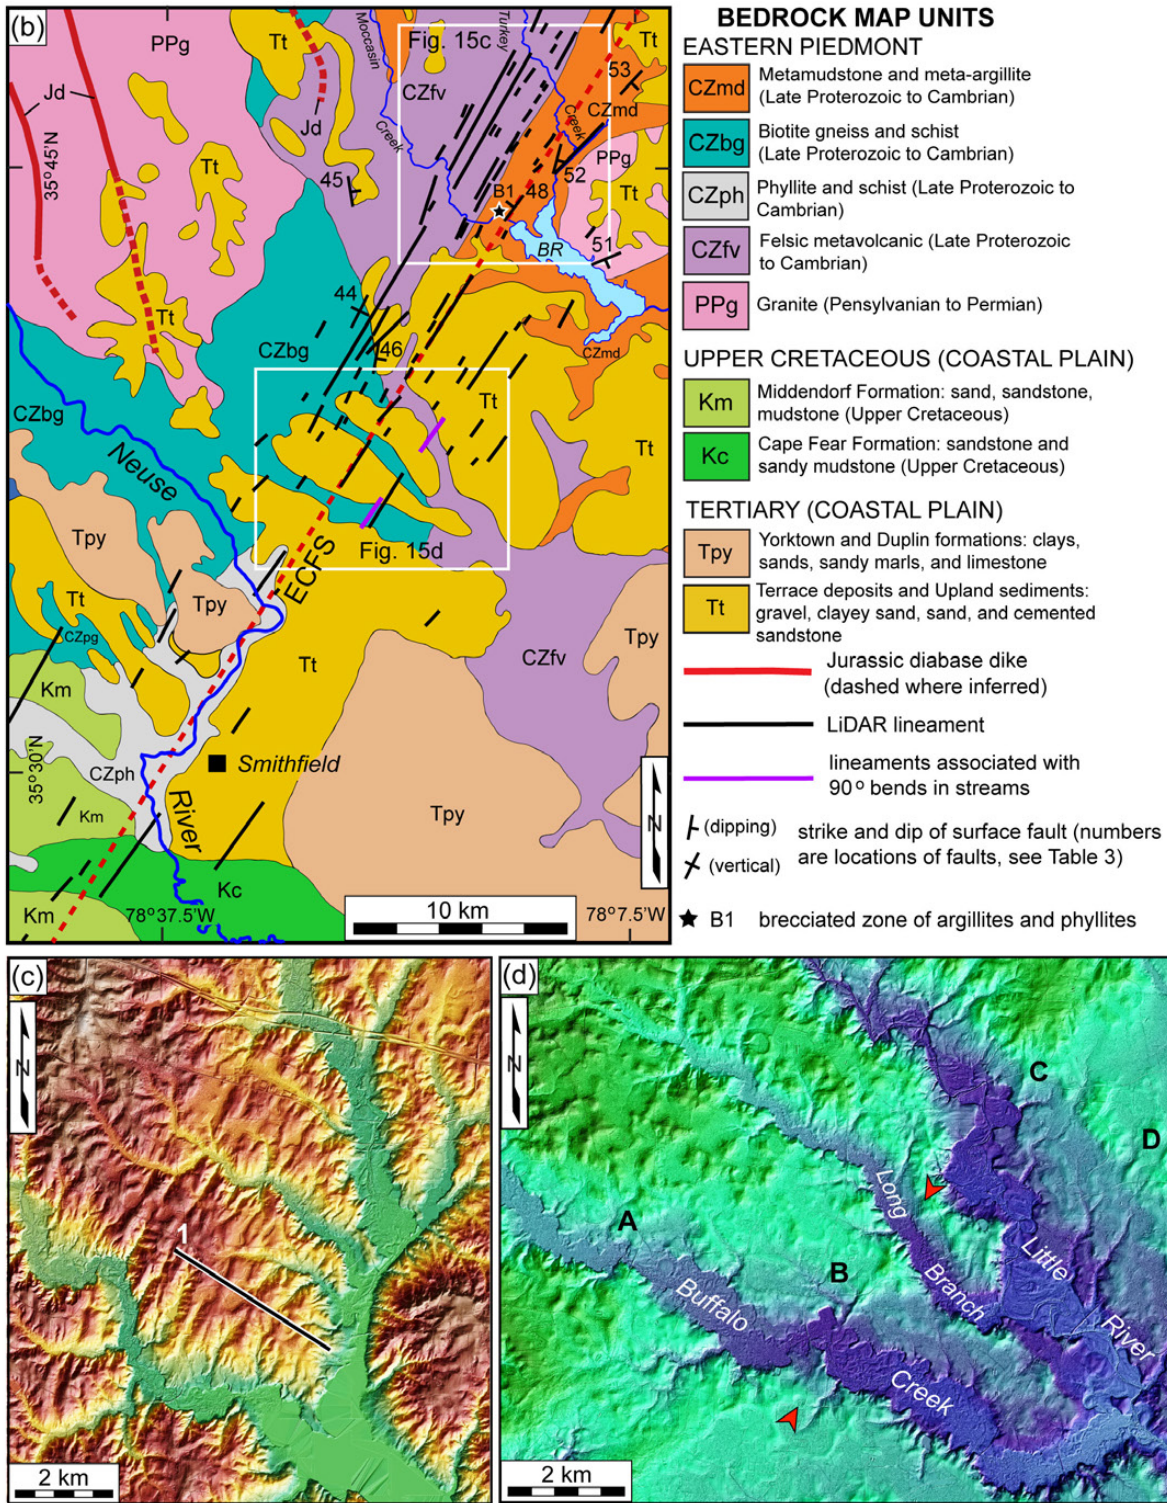 (b)
PPg
Tt
Moccasin
Turkey
Fig. 15c
Tt
53
Jd
CZfv
CZmd
Jd
Creek
Creek
PPg
35°45'N
Tt
45
52
Tt
B1
48
51
BR
44
Tt
CZbg
46
CZmd
CZbg
Tt
Neuse
Tt
Tpy
Fig. 15d
ECFS
Tt
Tpy
CZpg
Tt
CZfv
Tpy
Km
35°30'N
CZph
Smithfield
River
Tpy
Km
Kc
N
Km
78°37.5'W
10 km
78°7.5'W
BEDROCK MAP UNITS
EASTERN PIEDMONT
CZmd
Metamudstone and meta-argillite
(Late Proterozoic to Cambrian)
CZbg
Biotite gneiss and schist
(Late Proterozoic to Cambrian)
CZph
Phyllite and schist (Late Proterozoic to
Cambrian)
CZfv
Felsic metavolcanic (Late Proterozoic
to Cambrian)
PPg
Granite (Pensylvanian to Permian)
UPPER CRETACEOUS (COASTAL PLAIN)
Km
Middendorf Formation: sand, sandstone,
mudstone (Upper Cretaceous)
Kc
Cape Fear Formation: sandstone and
sandy mudstone (Upper Cretaceous)
TERTIARY (COASTAL PLAIN)
Tpy
Yorktown and Duplin formations: clays,
sands, sandy marls, and limestone
Tt
Terrace deposits and Upland sediments:
gravel, clayey sand, sand, and cemented
sandstone
Jurassic diabase dike
(dashed where inferred)
LiDAR lineament
lineaments associated with
90° bends in streams
(dipping)
(vertical)
strike and dip of surface fault (numbers
are locations of faults, see Table 3)
B1 brecciated zone of argillites and phyllites
(c)
N
1
2 km
(d)
N
C
D
A
B
Long
Branch
Little
River
Buffalo
Creek
2 km